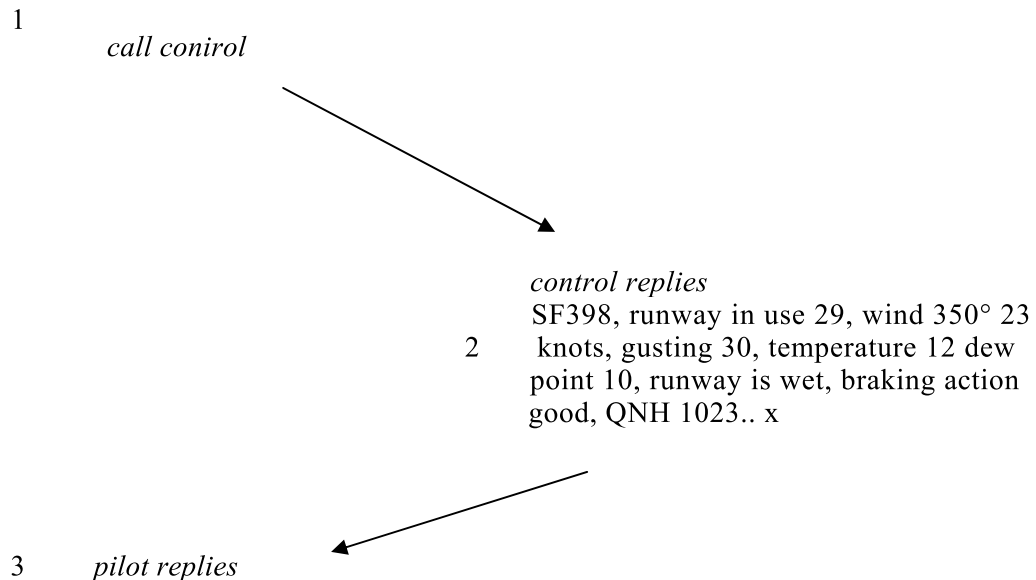 1
call conirol
control replies
SF398, runway in use 29, wind 350° 23
2 knots, gusting 30, temperature 12 dew
point 10, runway is wet, braking action
good, QNH 1023.. x
3 pilot replies